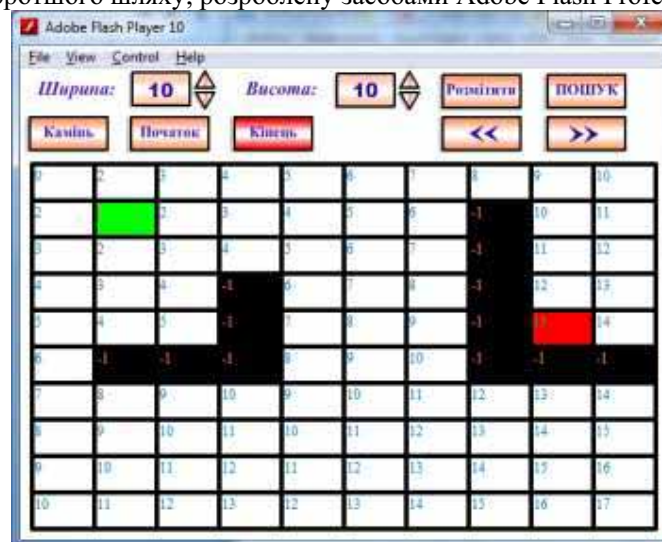 оротшого шляху, розроблену засобами Adobe Flash
Adobe Flash Player 10
File View Control Help
Ширина: 10 Висота: 10 Розмітити ПОШУК
Камінь Початок Кінець << >>
2 3 4 5 6 7 8 9 10
2 2 3 4 5 6 -1 10 11
3 2 3 4 5 6 7 -1 11 12
4 3 4 -1 6 7 8 -1 12 13
5 4 5 -1 7 8 9 -1 13 14
6 -1 -1 -1 8 9 10 -1 -1 -1
7 8 9 10 9 10 11 12 13 14
8 9 10 11 10 11 12 13 14 15
9 10 11 12 11 12 13 14 15 16
10 11 12 13 12 13 14 15 16 17